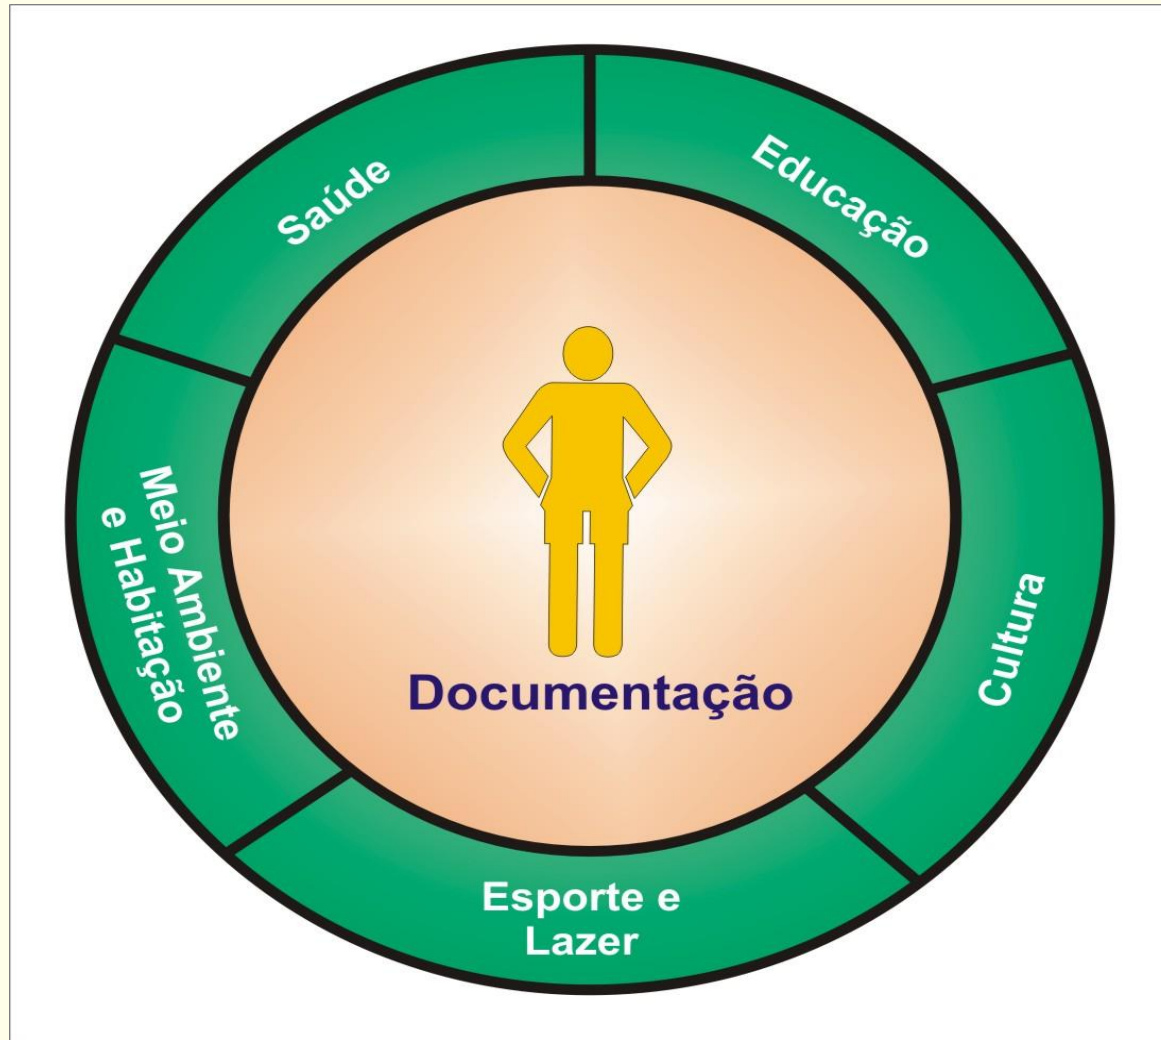 Saúde
Educação
Meio Ambiente
e Habitação
Cultura
Documentação
Esporte e
Lazer